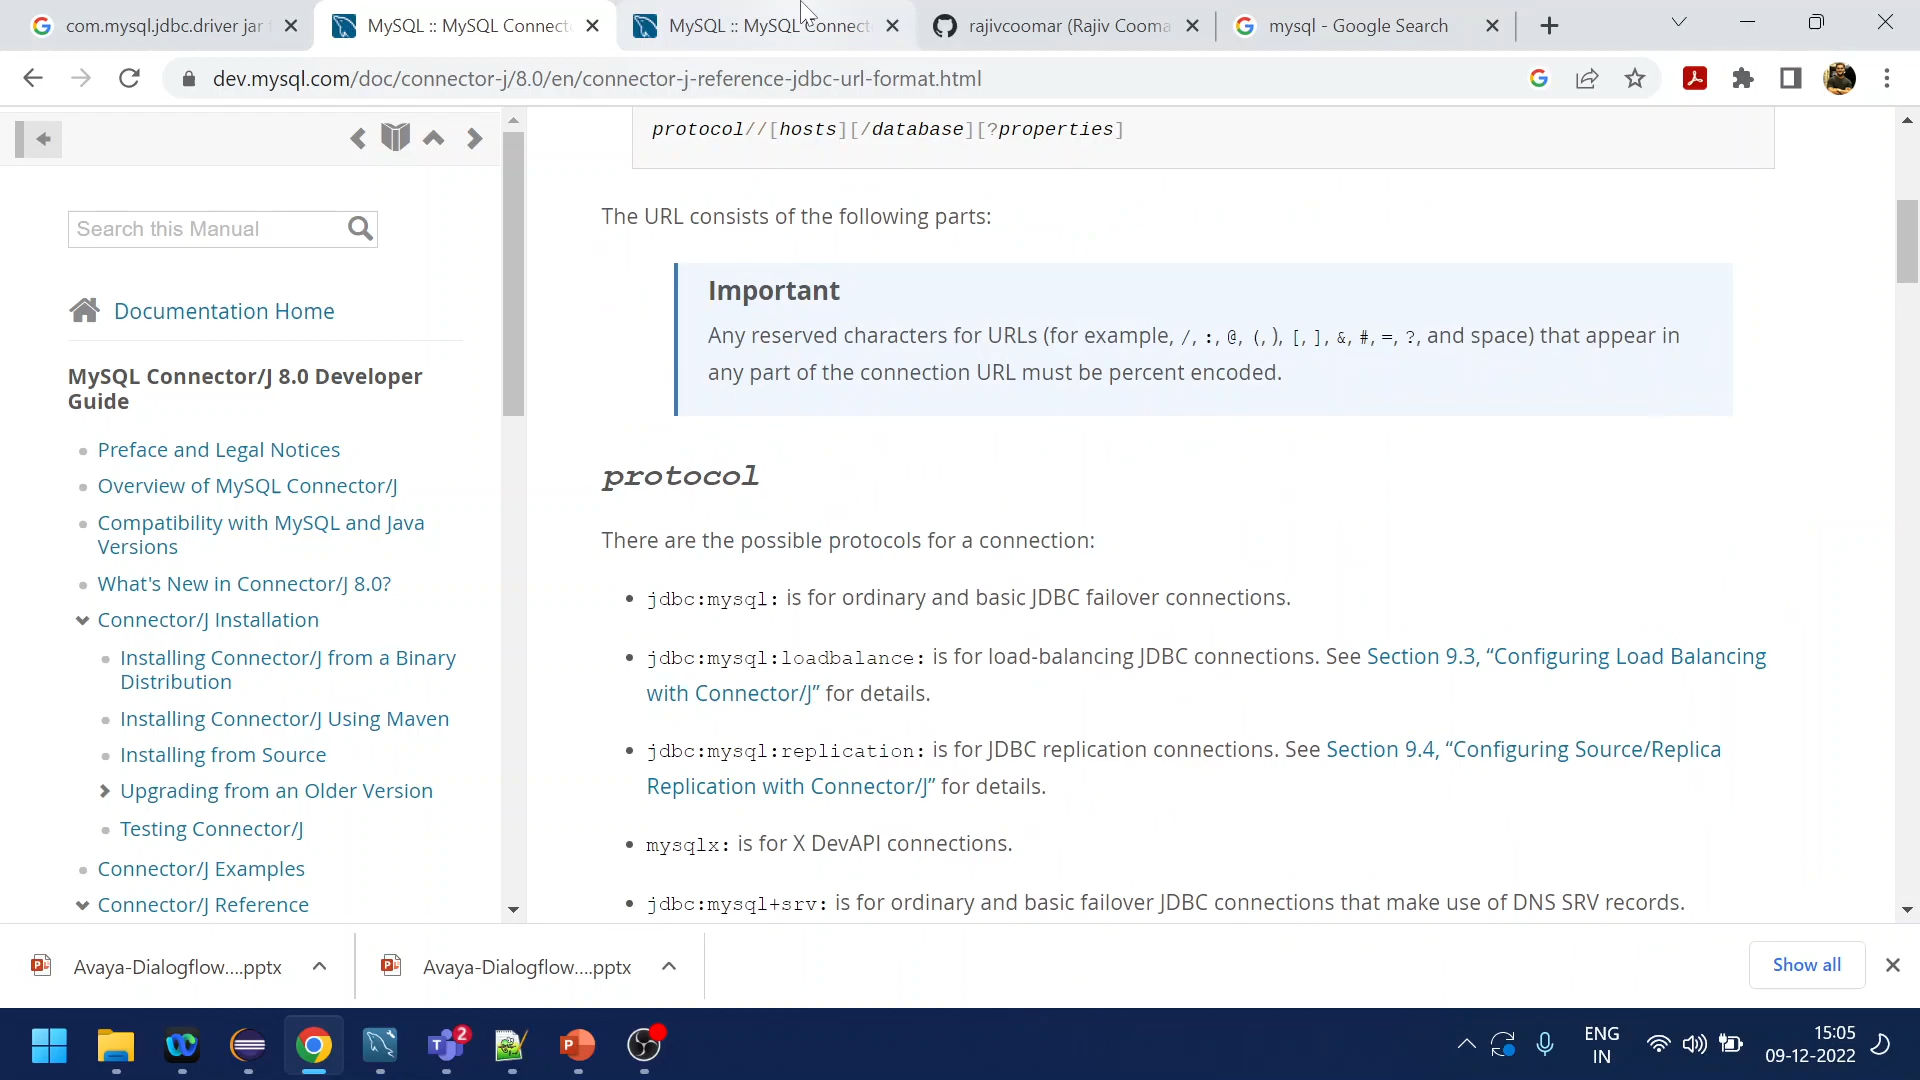 com.mysql.jdbc.driver jar f
MySQL :: MySQL Connect
MySQL :: MySQL Connect
rajivcoomar (Rajiv Cooma
mysql - Google Search
dev.mysql.com/doc/connector-j/8.0/en/connector-j-reference-jdbc-url-format.html
Search this Manual
Documentation Home
MySQL Connector/J 8.0 Developer
Guide
Preface and Legal Notices
Overview of MySQL Connector/J
Compatibility with MySQL and Java
Versions
What's New in Connector/J 8.0?
Connector/J Installation
Installing Connector/J from a Binary
Distribution
Installing Connector/J Using Maven
Installing from Source
Upgrading from an Older Version
Testing Connector/J
Connector/J Examples
Connector/J Reference
protocol//[hosts][/database][?properties]
The URL consists of the following parts:
Important
Any reserved characters for URLs (for example, /, :, @, (, ), [, ], &, #, =, ?, and space) that appear in
any part of the connection URL must be percent encoded.
protocol
There are the possible protocols for a connection:
jdbc:mysql: is for ordinary and basic JDBC failover connections.
jdbc:mysql:loadbalance: is for load-balancing JDBC connections. See Section 9.3, “Configuring Load Balancing
with Connector/J” for details.
jdbc:mysql:replication: is for JDBC replication connections. See Section 9.4, “Configuring Source/Replica
Replication with Connector/J” for details.
mysqlx: is for X DevAPI connections.
jdbc:mysql+srv: is for ordinary and basic failover JDBC connections that make use of DNS SRV records.
Avaya-Dialogflow....pptx
Avaya-Dialogflow....pptx
Show all
2
ENG
IN
15:05
09-12-2022